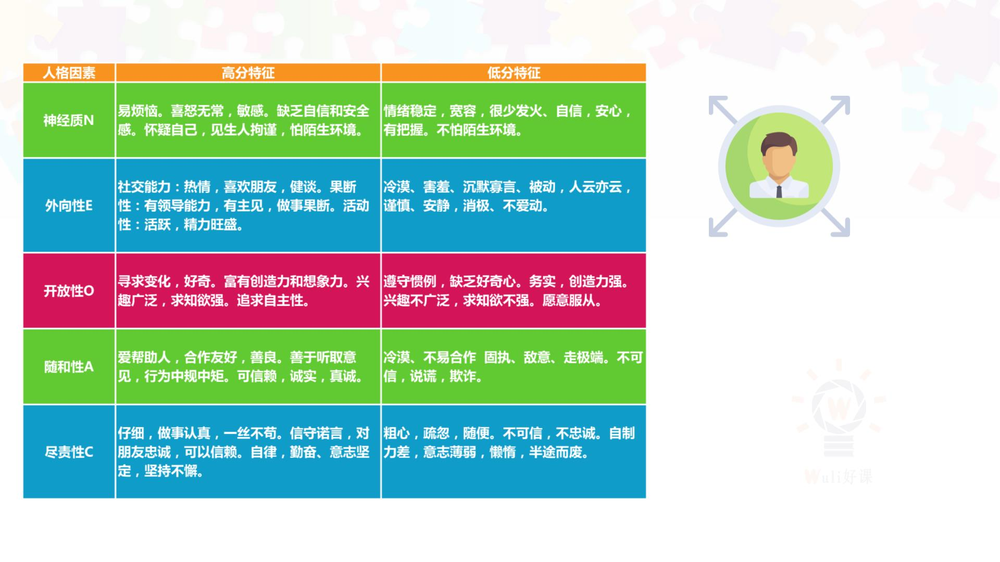 人格因素
高分特征
低分特征
神经质N
易烦恼。喜怒无常，敏感。缺乏自信和安全
感。怀疑自己，见生人拘谨，怕陌生环境。
情绪稳定，宽容，很少发火、自信，安心，
有把握。不怕陌生环境。
外向性E
社交能力：热情，喜欢朋友，健谈。果断
性：有领导能力，有主见，做事果断。活动
性：活跃，精力旺盛。
冷漠、害羞、沉默寡言、被动，人云亦云，
谨慎、安静，消极、不爱动。
开放性O
寻求变化，好奇。富有创造力和想象力。兴
趣广泛，求知欲强。追求自主性。
遵守惯例，缺乏好奇心。务实，创造力强。
兴趣不广泛，求知欲不强。愿意服从。
随和性A
爱帮助人，合作友好，善良。善于听取意
见，行为中规中矩。可信赖，诚实，真诚。
冷漠、不易合作 固执、敌意、走极端。不可
信，说谎，欺诈。
尽责性C
仔细，做事认真，一丝不苟。信守诺言，对
朋友忠诚，可以信赖。自律，勤奋、意志坚
定，坚持不懈。
粗心，疏忽，随便。不可信，不忠诚。自制
力差，意志薄弱，懒惰，半途而废。
W
Wuli好课